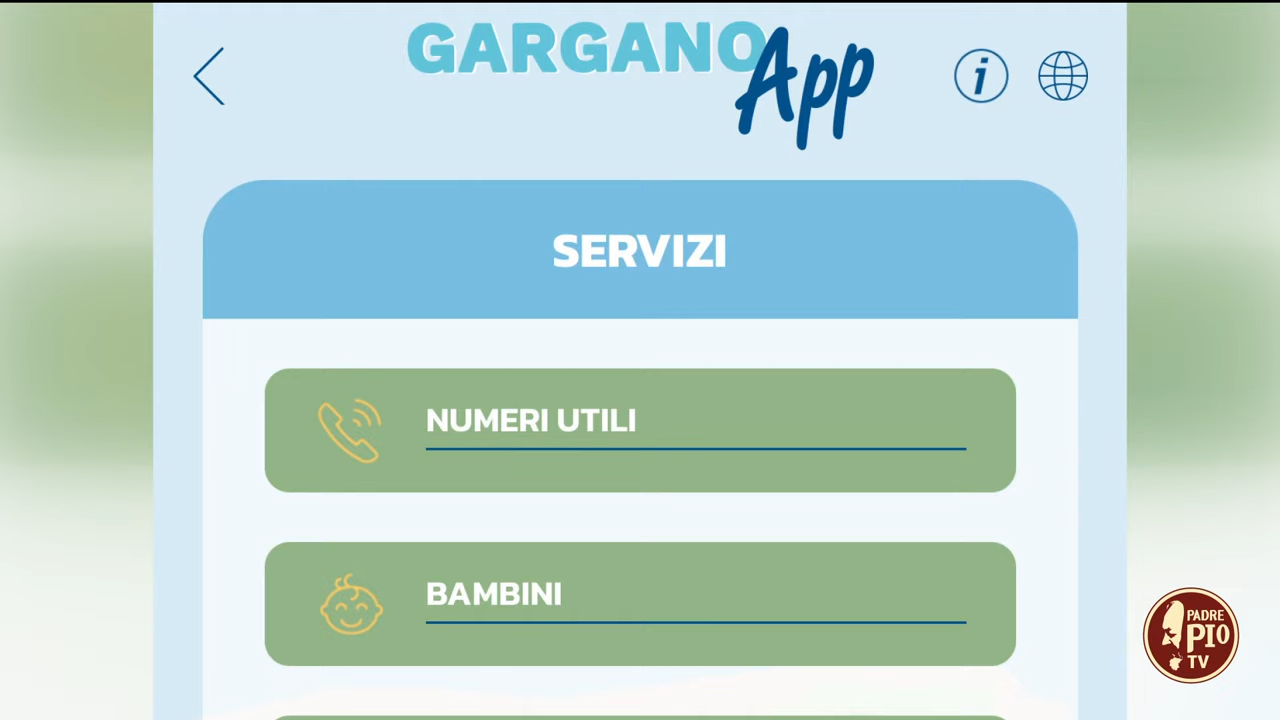 GARGANO
App
SERVIZI
NUMERI UTILI
BAMBINI
PADRE
PIO
TV